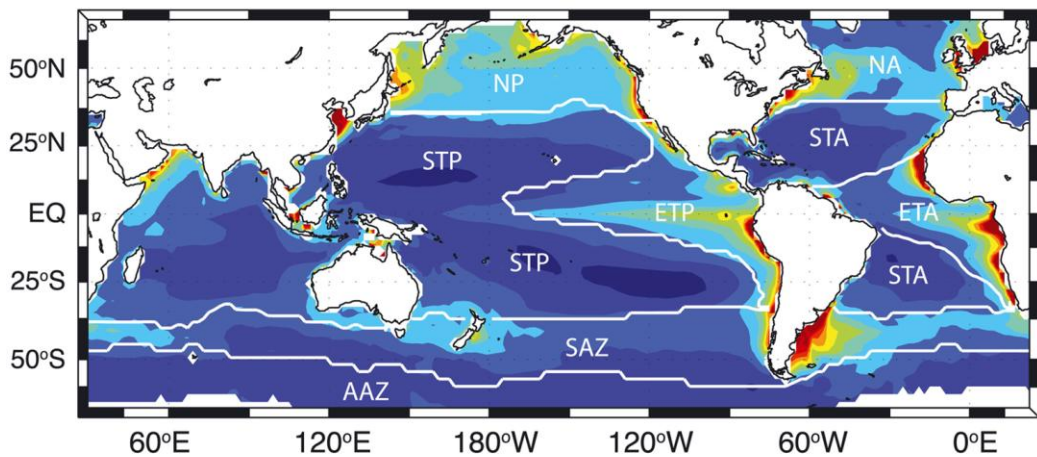 50°N
NP
NA
25°N
STP
STA
EQ
ETP
ETA
25°S
STP
STA
50°S
SAZ
AAZ
60°E
120°E
180°W
120°W
60°W
0°E